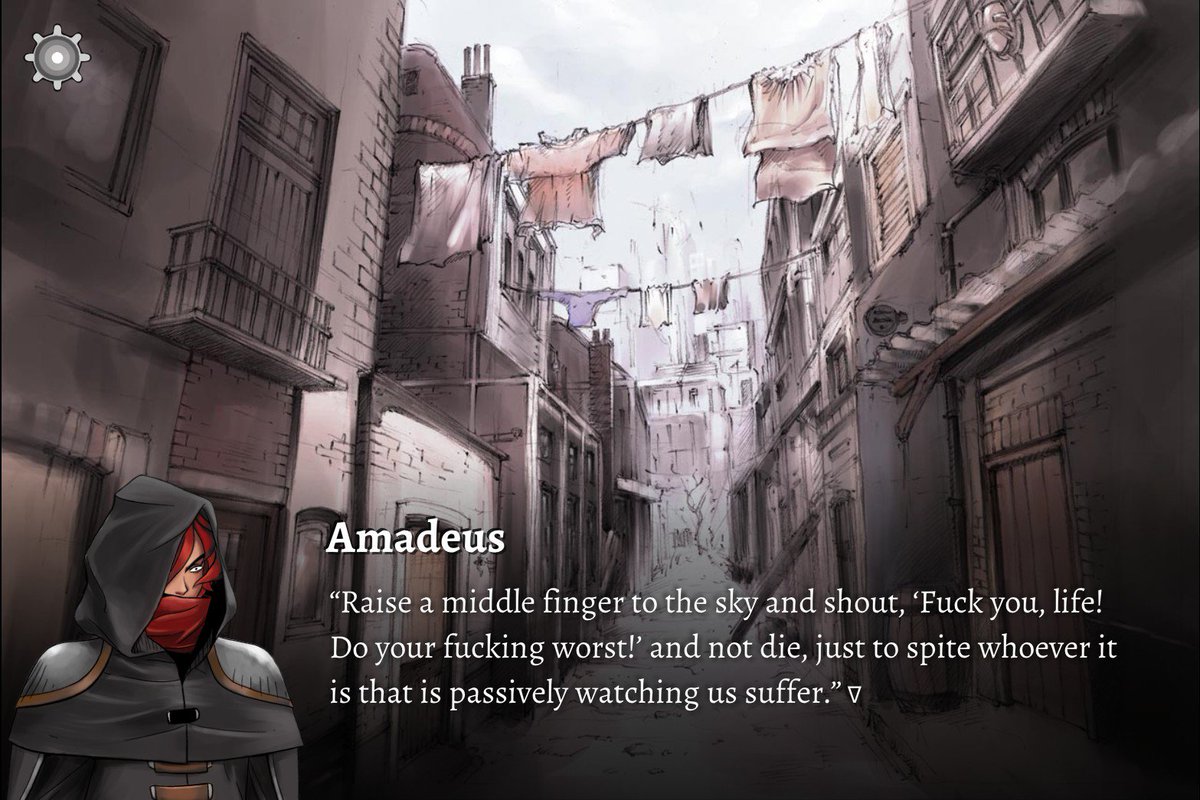 Amadeus
“Raise a middle finger to the sky and shout, ‘Fuck you, life!
Do your fucking worst!’ and not die, just to spite whoever it
is that is passively watching us suffer.”